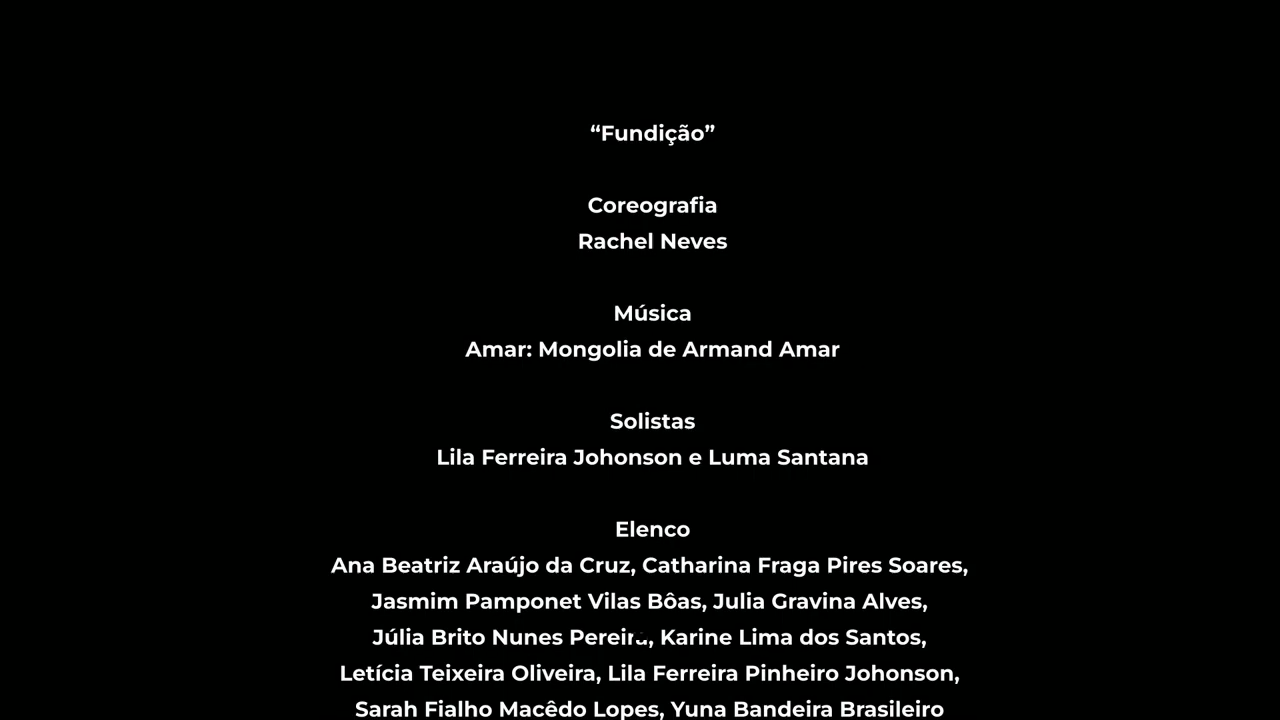 “Fundição”
Coreografia
Rachel Neves
Música
Amar: Mongolia de Armand Amar
Solistas
Lila Ferreira Johonson e Luma Santana
Elenco
Ana Beatriz Araújo da Cruz, Catharina Fraga Pires Soares,
Jasmim Pamponet Vilas Bôas, Julia Gravina Alves,
Júlia Brito Nunes Pereira, Karine Lima dos Santos,
Letícia Teixeira Oliveira, Lila Ferreira Pinheiro Johonson,
Sarah Fialho Macêdo Lopes, Yuna Bandeira Brasileiro